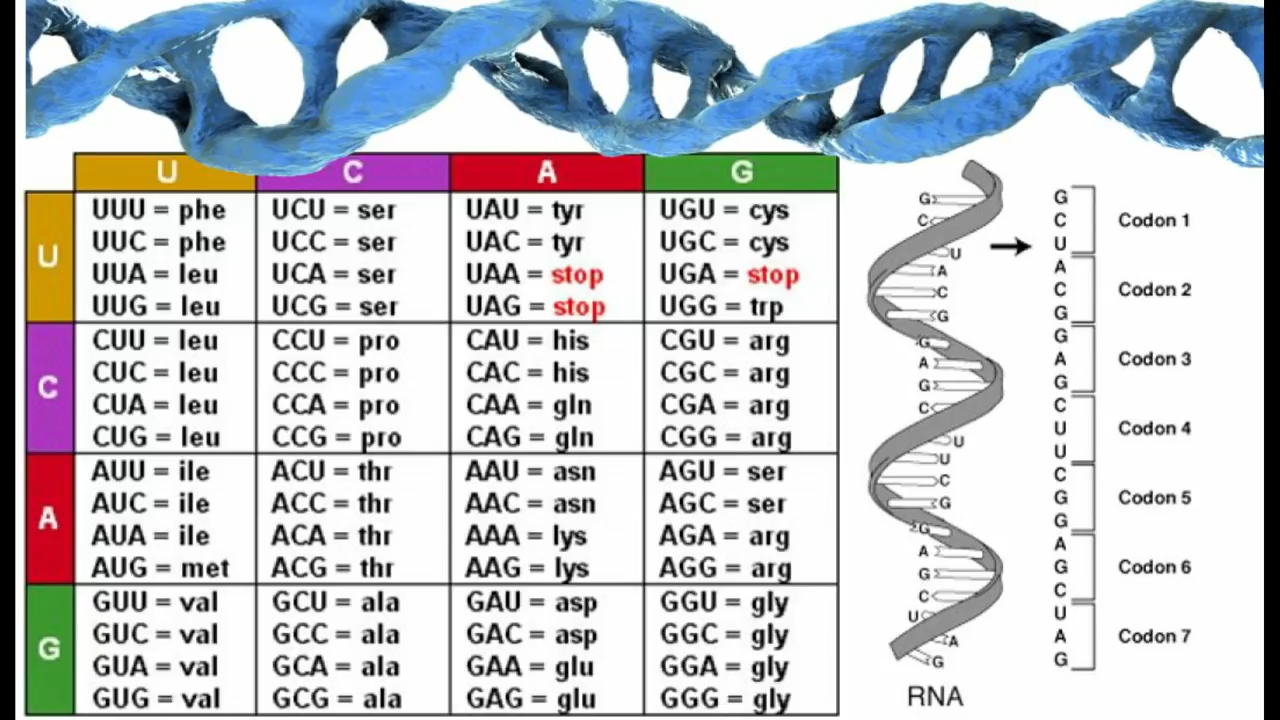 U C A G
U
UUU = phe UCU = ser UAU = tyr UGU = cys
UUC = phe UCC = ser UAC = tyr UGC = cys
UUA = leu UCA = ser UAA = stop UGA = stop
UUG = leu UCG = ser UAG = stop UGG = trp
C
CUU = leu CCU = pro CAU = his CGU = arg
CUC = leu CCC = pro CAC = his CGC = arg
CUA = leu CCA = pro CAA = gln CGA = arg
CUG = leu CCG = pro CAG = gln CGG = arg
A
AUU = ile ACU = thr AAU = asn AGU = ser
AUC = ile ACC = thr AAC = asn AGC = ser
AUA = ile ACA = thr AAA = lys AGA = arg
AUG = met ACG = thr AAG = lys AGG = arg
G
GUU = val GCU = ala GAU = asp GGU = gly
GUC = val GCC = ala GAC = asp GGC = gly
GUA = val GCA = ala GAA = glu GGA = gly
GUG = val GCG = ala GAG = glu GGG = gly
G
C
U
A
C
G
G
A
G
C
U
U
C
G
G
A
G
C
U
A
G
RNA
G
C
U
Codon 1
A
C
G
Codon 2
G
A
G
Codon 3
C
U
U
Codon 4
C
G
G
Codon 5
A
G
C
Codon 6
U
A
G
Codon 7